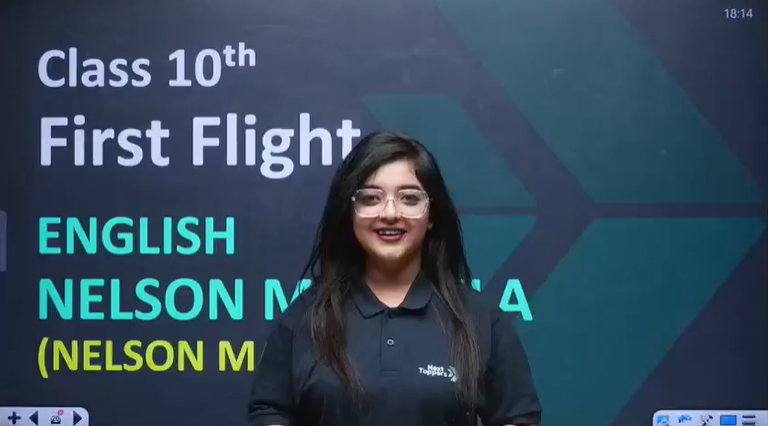 18:14
Class 10th
First Flight
ENGLISH
NELSON
(NELSON
Next
Toppers